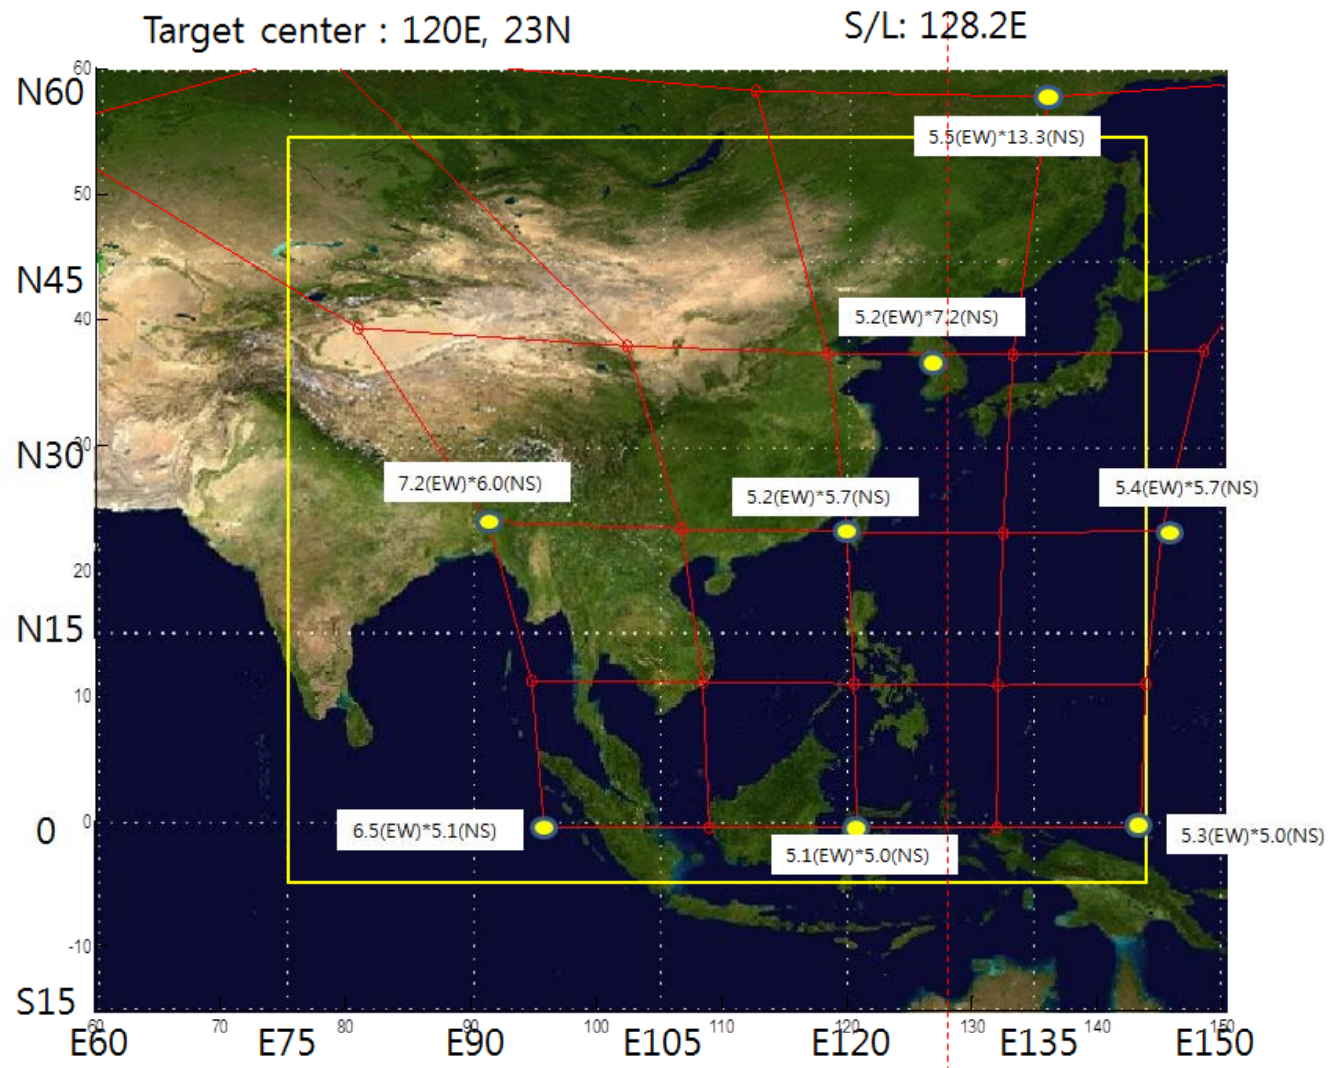 Target center : 120E, 23N
S/L: 128.2E
60
N60
5.5(EW)*13.3(NS)
50
N45
5.2(EW)*7.2(NS)
40
N30
7.2(EW)*6.0(NS)
5.2(EW)*5.7(NS)
5.4(EW)*5.7(NS)
20
N15
10
0
0
6.5(EW)*5.1(NS)
5.1(EW)*5.0(NS)
5.3(EW)*5.0(NS)
-10
S15
60 70 80 90 100 110 120 130 140 150
E60 E75 E90 E105 E120 E135 E150